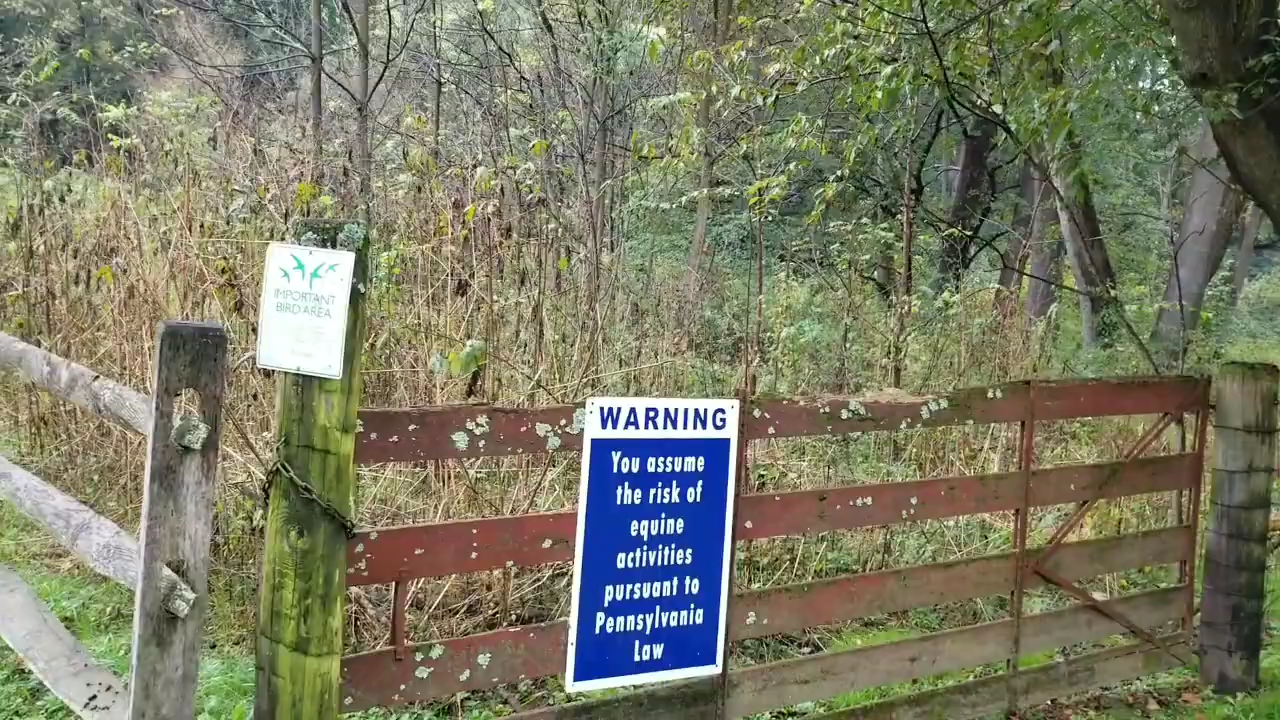 IMPORTANT
BIRD AREA
WARNING
You assume
the risk of
equine
activities
pursuant to
Pennsylvania
Law